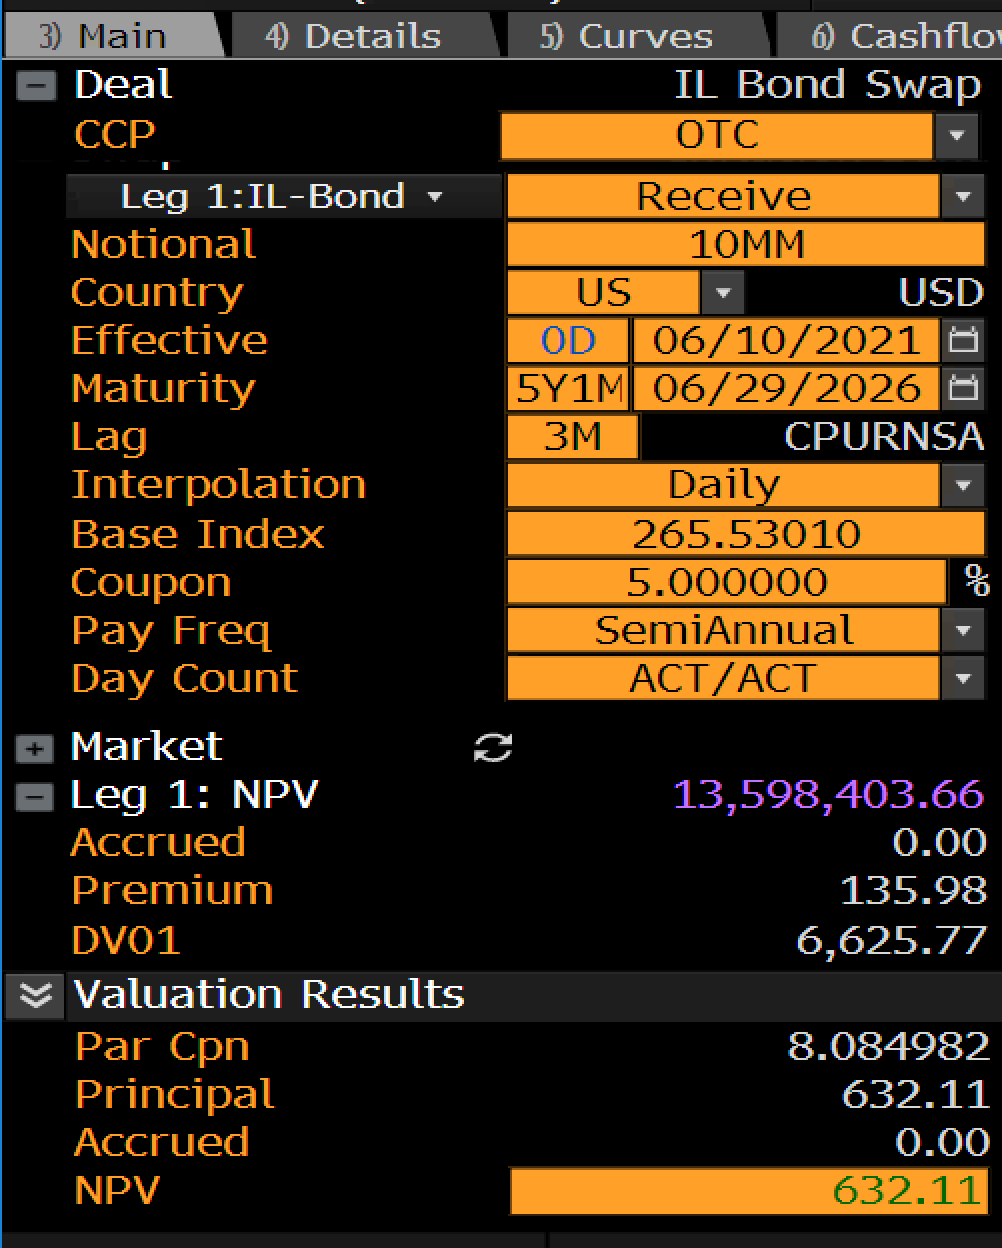 3) Main 4) Details 5) Curves 6) Cashflo
Deal IL Bond Swap
CCP OTC
Leg 1:IL-Bond Receive
Notional 10MM
Country US USD
Effective 0D 06/10/2021
Maturity 5Y1M 06/29/2026
Lag 3M CPURNSA
Interpolation Daily
Base Index 265.53010
Coupon 5.000000 %
Pay Freq SemiAnnual
Day Count ACT/ACT
Market
Leg 1: NPV 13,598,403.66
Accrued 0.00
Premium 135.98
DV01 6,625.77
Valuation Results
Par Cpn 8.084982
Principal 632.11
Accrued 0.00
NPV 632.11